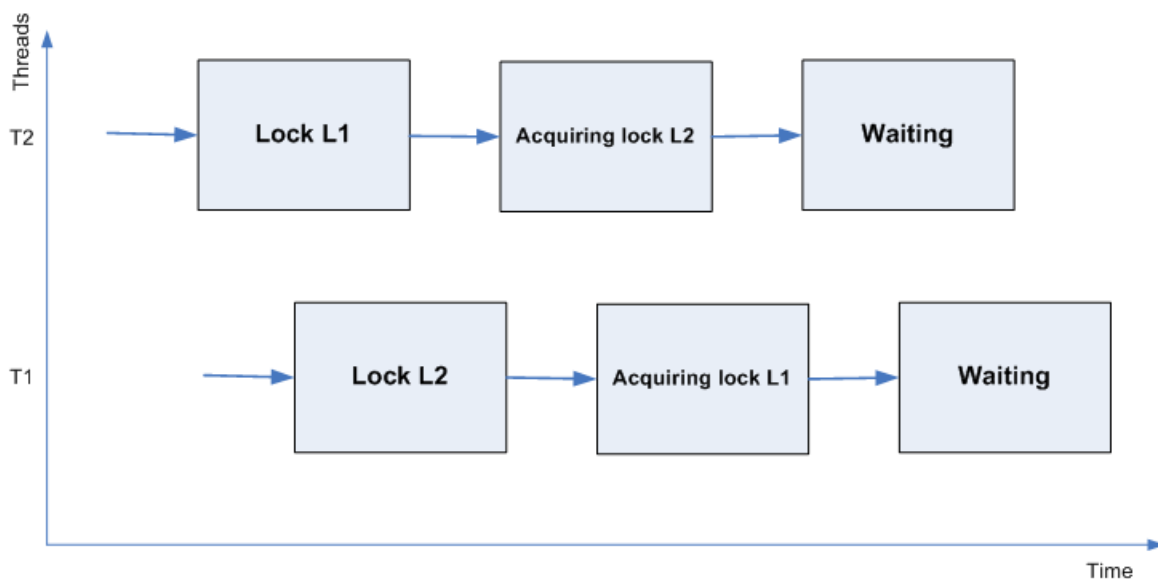 Threads
T2
Lock L1
Acquiring lock L2
Waiting
T1
Lock L2
Acquiring lock L1
Waiting
Time